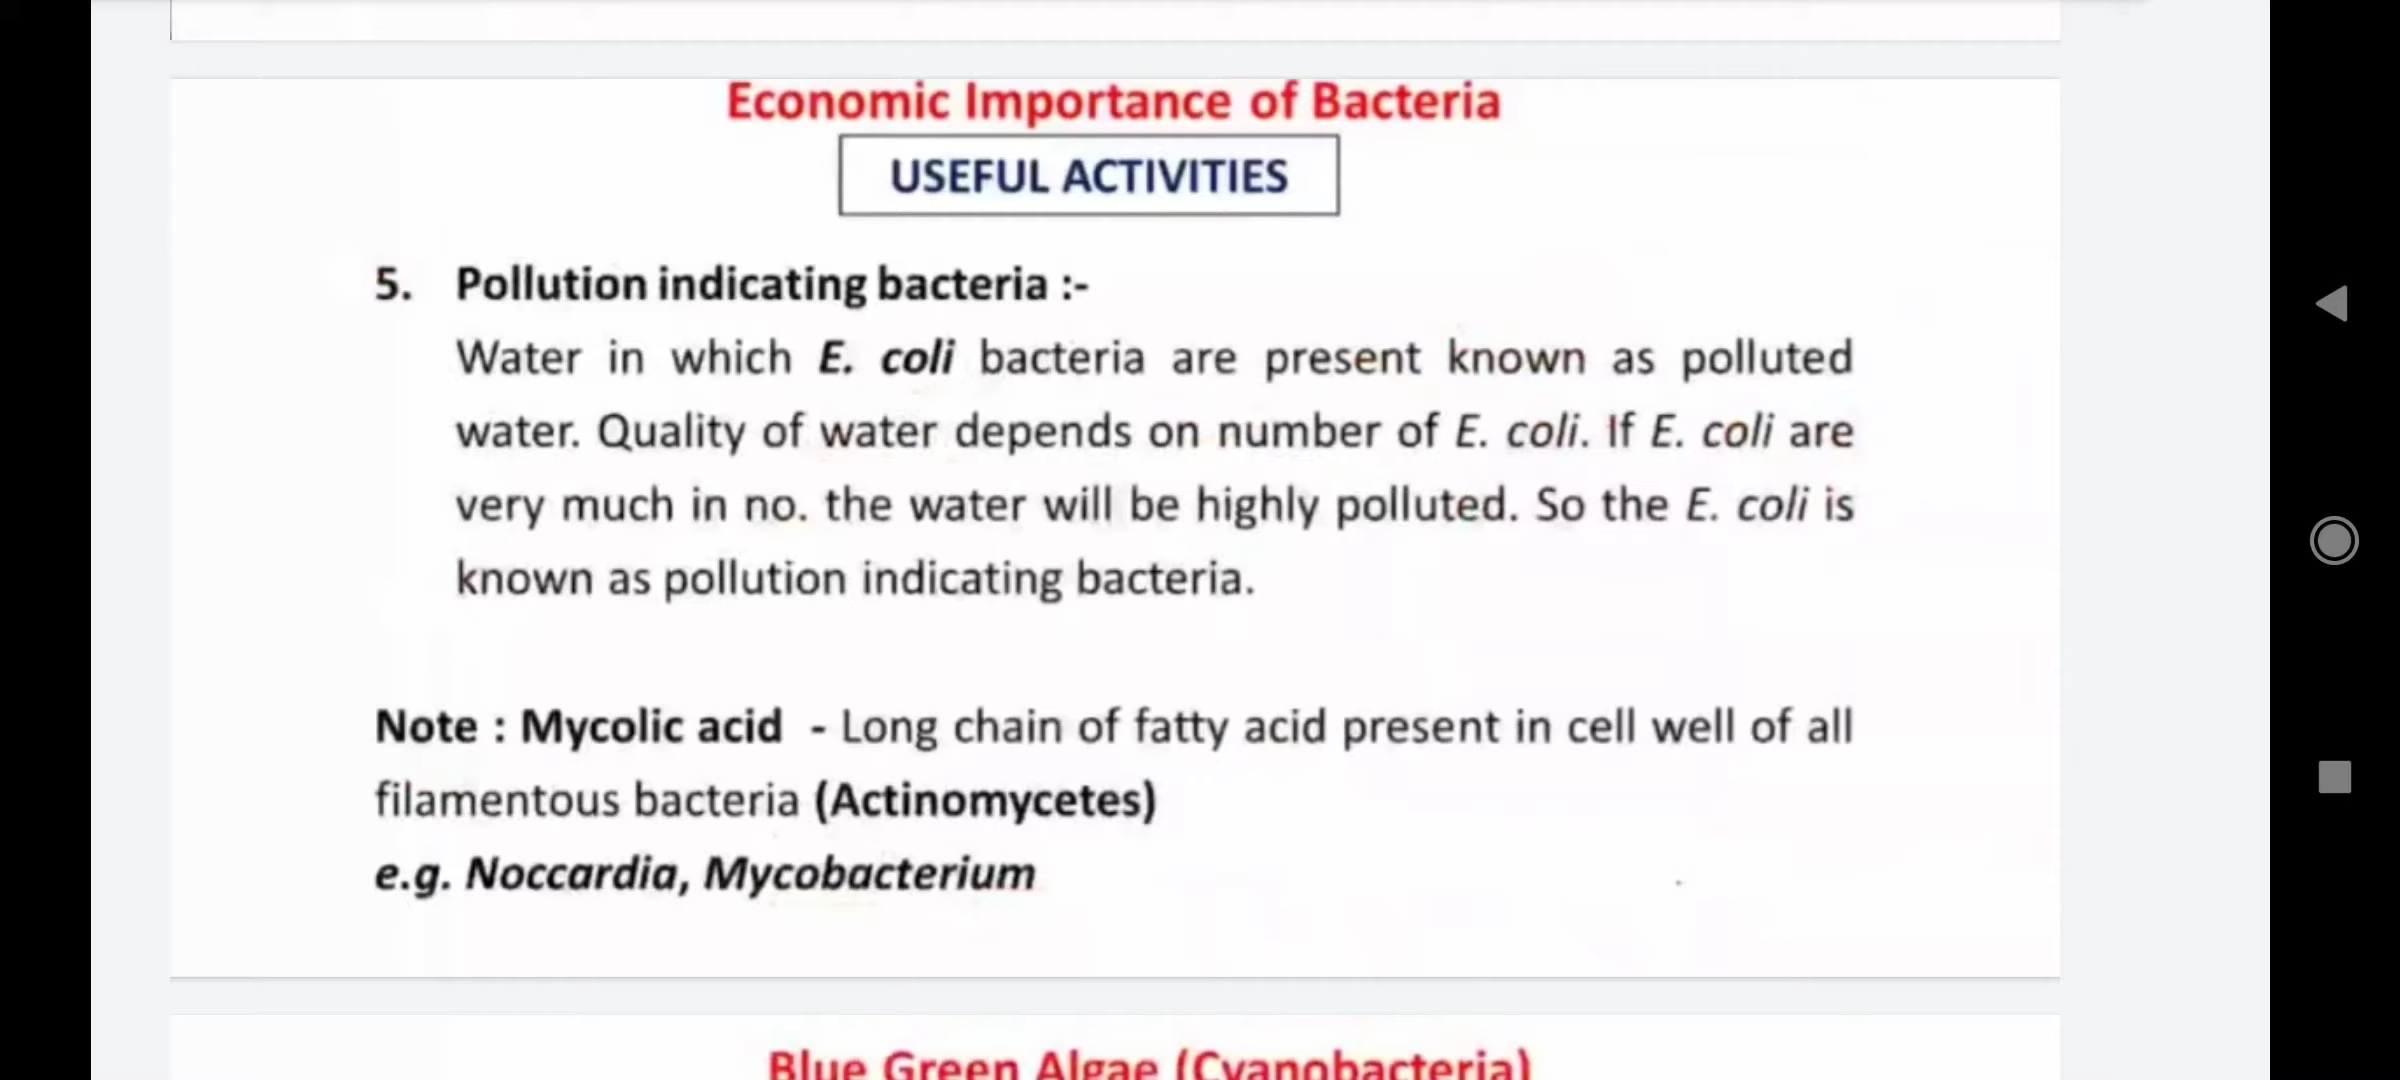 Economic Importance of Bacteria
USEFUL ACTIVITIES
5. Pollution indicating bacteria :-
Water in which E. coli bacteria are present known as polluted
water. Quality of water depends on number of E. coli. If E. coli are
very much in no. the water will be highly polluted. So the E. coli is
known as pollution indicating bacteria.
Note : Mycolic acid - Long chain of fatty acid present in cell well of all
filamentous bacteria (Actinomycetes)
e.g. Noccardia, Mycobacterium
Blue Green Algae (Cyanobacteria)